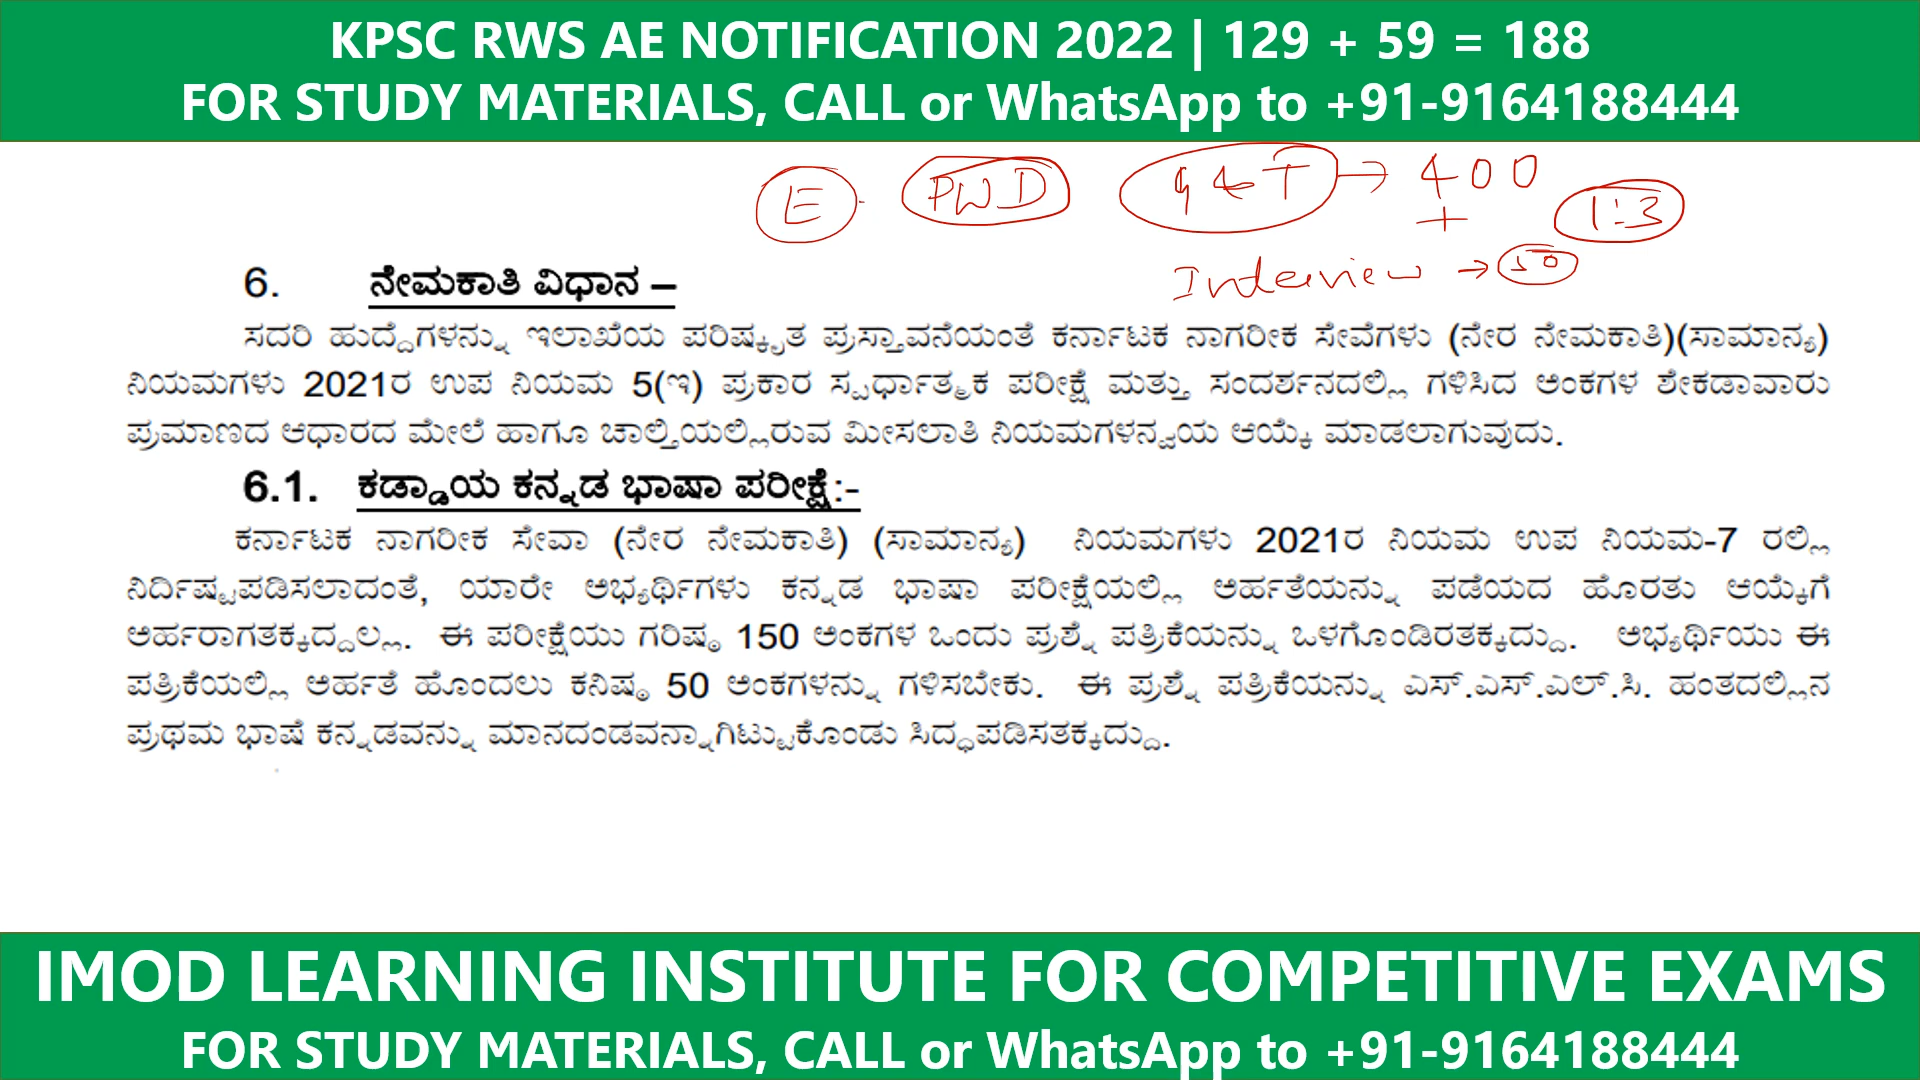 KPSC RWS AE NOTIFICATION 2022 | 129 + 59 = 188
FOR STUDY MATERIALS, CALL or WhatsApp to +91-9164188444
E PWD → 400
+ 1:3
Interview → 50
6. ನೇಮಕಾತಿ ವಿಧಾನ –
ಸದರಿ ಹುದ್ದೆಗಳನ್ನು ಇಲಾಖೆಯ ಪರಿಷ್ಕೃತ ಪ್ರಸ್ತಾವನೆಯಂತೆ ಕರ್ನಾಟಕ ನಾಗರೀಕ ಸೇವೆಗಳು (ನೇರ ನೇಮಕಾತಿ)(ಸಾಮಾನ್ಯ)
ನಿಯಮಗಳು 2021ರ ಉಪ ನಿಯಮ 5(ಇ) ಪ್ರಕಾರ ಸ್ಪರ್ಧಾತ್ಮಕ ಪರೀಕ್ಷೆ ಮತ್ತು ಸಂದರ್ಶನದಲ್ಲಿ ಗಳಿಸಿದ ಅಂಕಗಳ ಶೇಕಡಾವಾರು
ಪ್ರಮಾಣದ ಆಧಾರದ ಮೇಲೆ ಹಾಗೂ ಚಾಲ್ತಿಯಲ್ಲಿರುವ ಮೀಸಲಾತಿ ನಿಯಮಗಳನ್ವಯ ಆಯ್ಕೆ ಮಾಡಲಾಗುವುದು.
6.1. ಕಡ್ಡಾಯ ಕನ್ನಡ ಭಾಷಾ ಪರೀಕ್ಷೆ:-
ಕರ್ನಾಟಕ ನಾಗರೀಕ ಸೇವಾ (ನೇರ ನೇಮಕಾತಿ) (ಸಾಮಾನ್ಯ) ನಿಯಮಗಳು 2021ರ ನಿಯಮ ಉಪ ನಿಯಮ-7 ರಲ್ಲಿ
ನಿರ್ದಿಷ್ಟಪಡಿಸಲಾದಂತೆ, ಯಾರೇ ಅಭ್ಯರ್ಥಿಗಳು ಕನ್ನಡ ಭಾಷಾ ಪರೀಕ್ಷೆಯಲ್ಲಿ ಅರ್ಹತೆಯನ್ನು ಪಡೆಯದ ಹೊರತು ಆಯ್ಕೆಗೆ
ಅರ್ಹರಾಗತಕ್ಕದ್ದಲ್ಲ. ಈ ಪರೀಕ್ಷೆಯು ಗರಿಷ್ಠ 150 ಅಂಕಗಳ ಒಂದು ಪ್ರಶ್ನೆ ಪತ್ರಿಕೆಯನ್ನು ಒಳಗೊಂಡಿರತಕ್ಕದ್ದು. ಅಭ್ಯರ್ಥಿಯು ಈ
ಪತ್ರಿಕೆಯಲ್ಲಿ ಅರ್ಹತೆ ಹೊಂದಲು ಕನಿಷ್ಠ 50 ಅಂಕಗಳನ್ನು ಗಳಿಸಬೇಕು. ಈ ಪ್ರಶ್ನೆ ಪತ್ರಿಕೆಯನ್ನು ಎಸ್.ಎಸ್.ಎಲ್.ಸಿ. ಹಂತದಲ್ಲಿನ
ಪ್ರಥಮ ಭಾಷೆ ಕನ್ನಡವನ್ನು ಮಾನದಂಡವನ್ನಾಗಿಟ್ಟುಕೊಂಡು ಸಿದ್ಧಪಡಿಸತಕ್ಕದ್ದು.
IMOD LEARNING INSTITUTE FOR COMPETITIVE EXAMS
FOR STUDY MATERIALS, CALL or WhatsApp to +91-9164188444